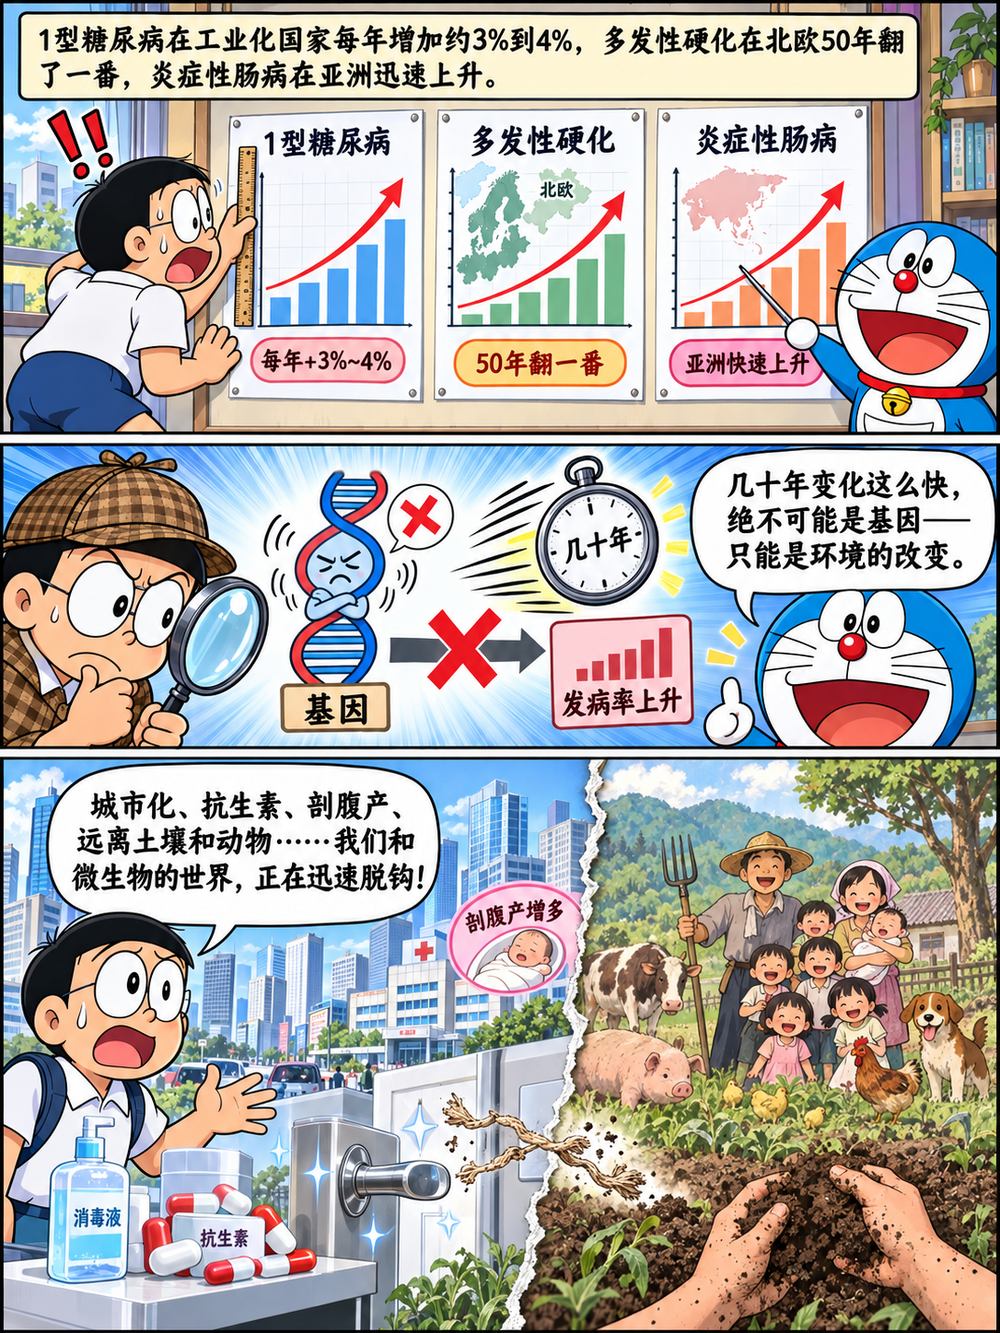 1型糖尿病在工业化国家每年增加约3%到4%，多发性硬化在北欧50年翻
了一番，炎症性肠病在亚洲迅速上升。
!!
1型糖尿病
每年+3%~4%
多发性硬化
北欧
50年翻一番
炎症性肠病
亚洲快速上升
基因
几十年
发病率上升
几十年变化这么快，
绝不可能是基因——
只能是环境的改变。
城市化、抗生素、剖腹产、
远离土壤和动物……我们和
微生物的世界，正在迅速脱钩！
剖腹产增多
消毒液
抗生素